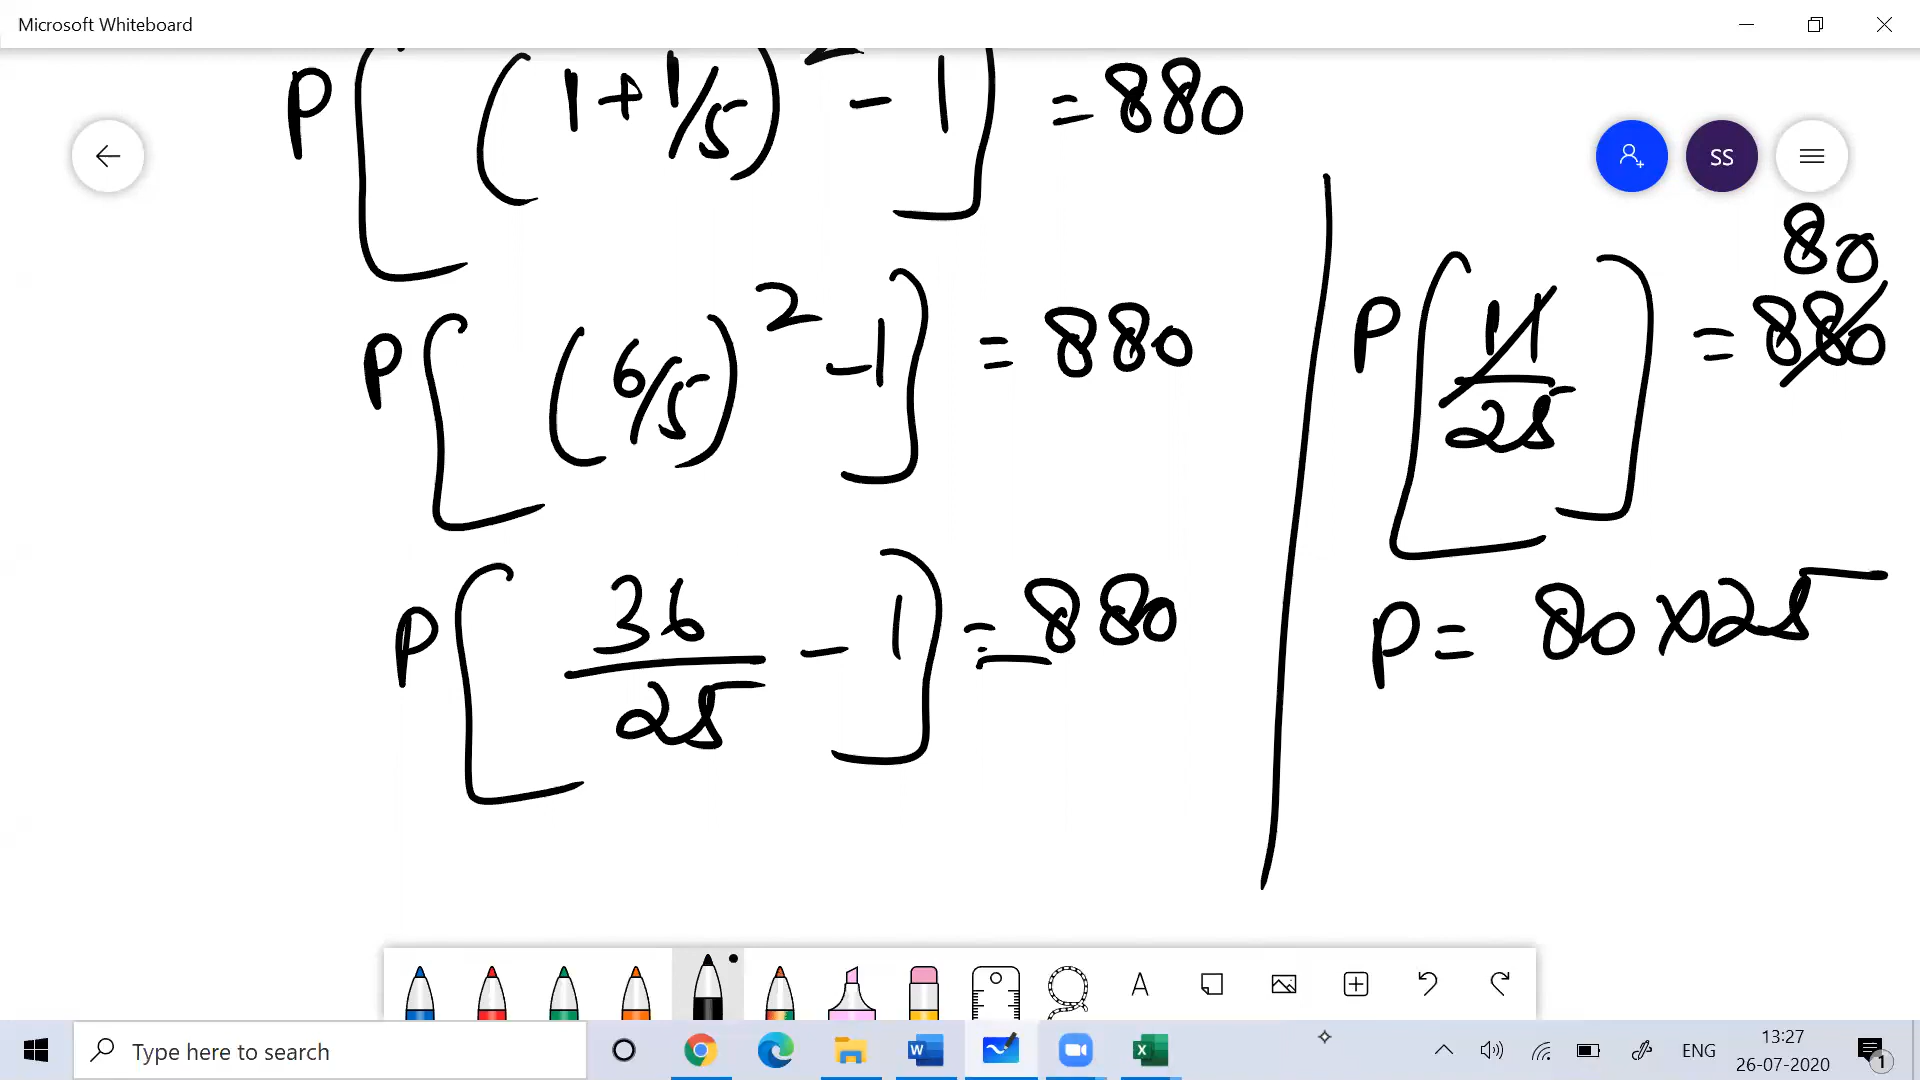 Microsoft Whiteboard
P[(1+1/5)² - 1] = 880
P[(6/5)² - 1] = 880
P[36/25 - 1] = 880
80
P[11/25] = 880
P = 80 × 25
SS
A
Type here to search
W
X
ENG
13:27
26-07-2020
1